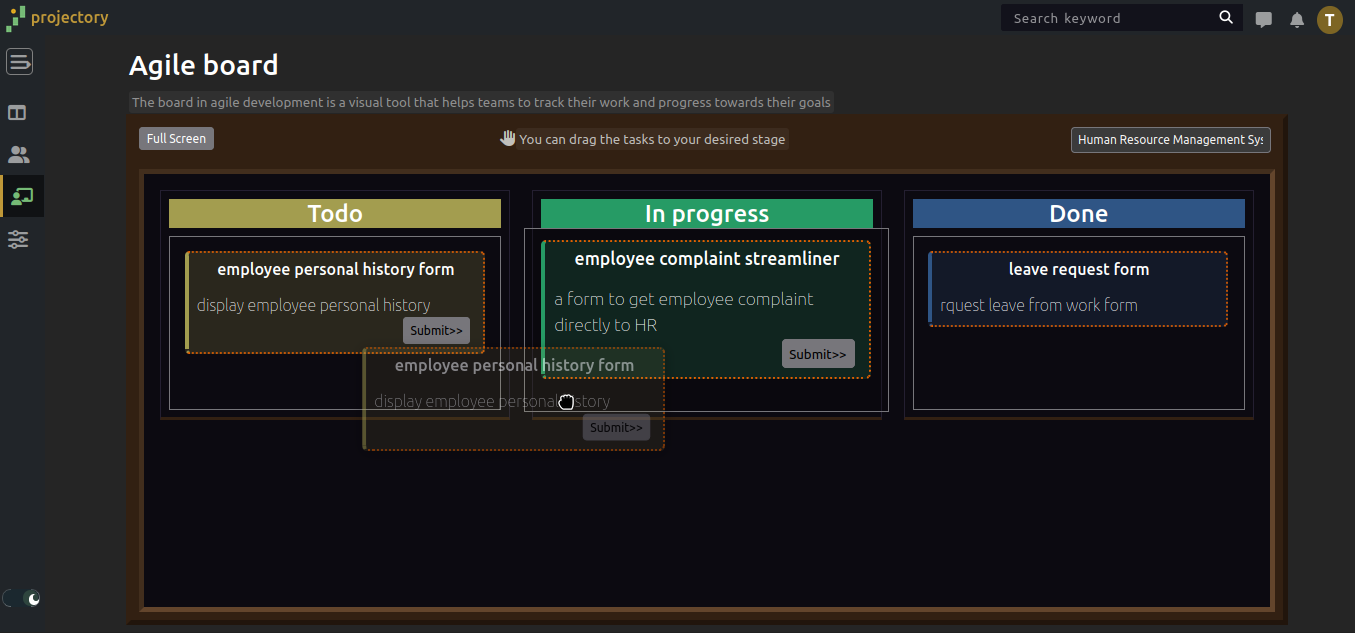 projectory
Search keyword
T
Agile board
The board in agile development is a visual tool that helps teams to track their work and progress towards their goals
Full Screen
You can drag the tasks to your desired stage
Human Resource Management Sys
Todo
employee personal history form
display employee personal history
Submit>>
In progress
employee complaint streamliner
a form to get employee complaint
directly to HR
Submit>>
Done
leave request form
rquest leave from work form
employee personal history form
display employee personal history
Submit>>